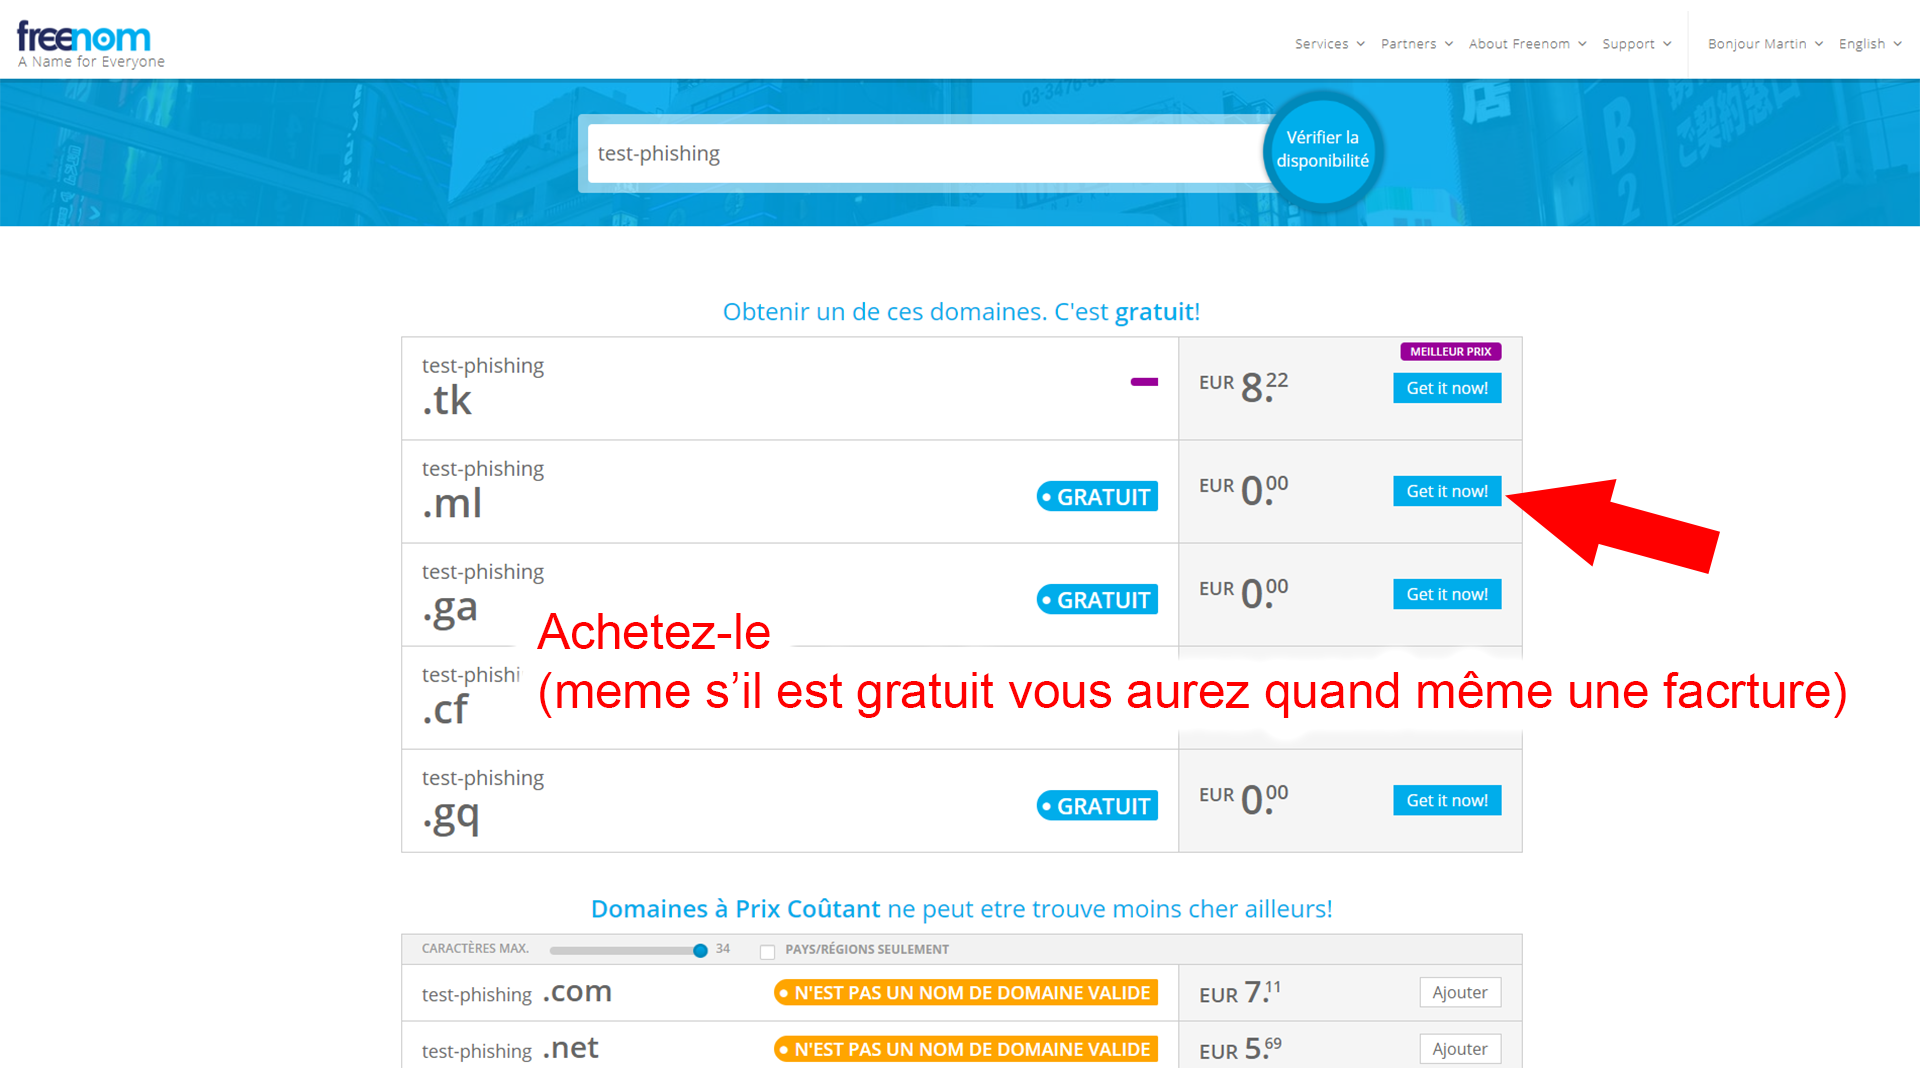 freenom
A Name for Everyone
Services Partners About Freenom Support Bonjour Martin English
03-3476-
店
B2
test-phishing
Vérifier la
disponibilité
Obtenir un de ces domaines. C'est gratuit!
test-phishing
.tk
EUR 8.22
MEILLEUR PRIX
Get it now!
test-phishing
.ml
GRATUIT
EUR 0.00
Get it now!
test-phishing
.ga
GRATUIT
EUR 0.00
Get it now!
Achetez-le
(meme s’il est gratuit vous aurez quand même une facrture)
test-phishi
.cf
test-phishing
.gq
GRATUIT
EUR 0.00
Get it now!
Domaines à Prix Coûtant ne peut etre trouve moins cher ailleurs!
CARACTÈRES MAX. 34 PAYS/RÉGIONS SEULEMENT
test-phishing .com N'EST PAS UN NOM DE DOMAINE VALIDE EUR 7.11 Ajouter
test-phishing .net N'EST PAS UN NOM DE DOMAINE VALIDE EUR 5.69 Ajouter